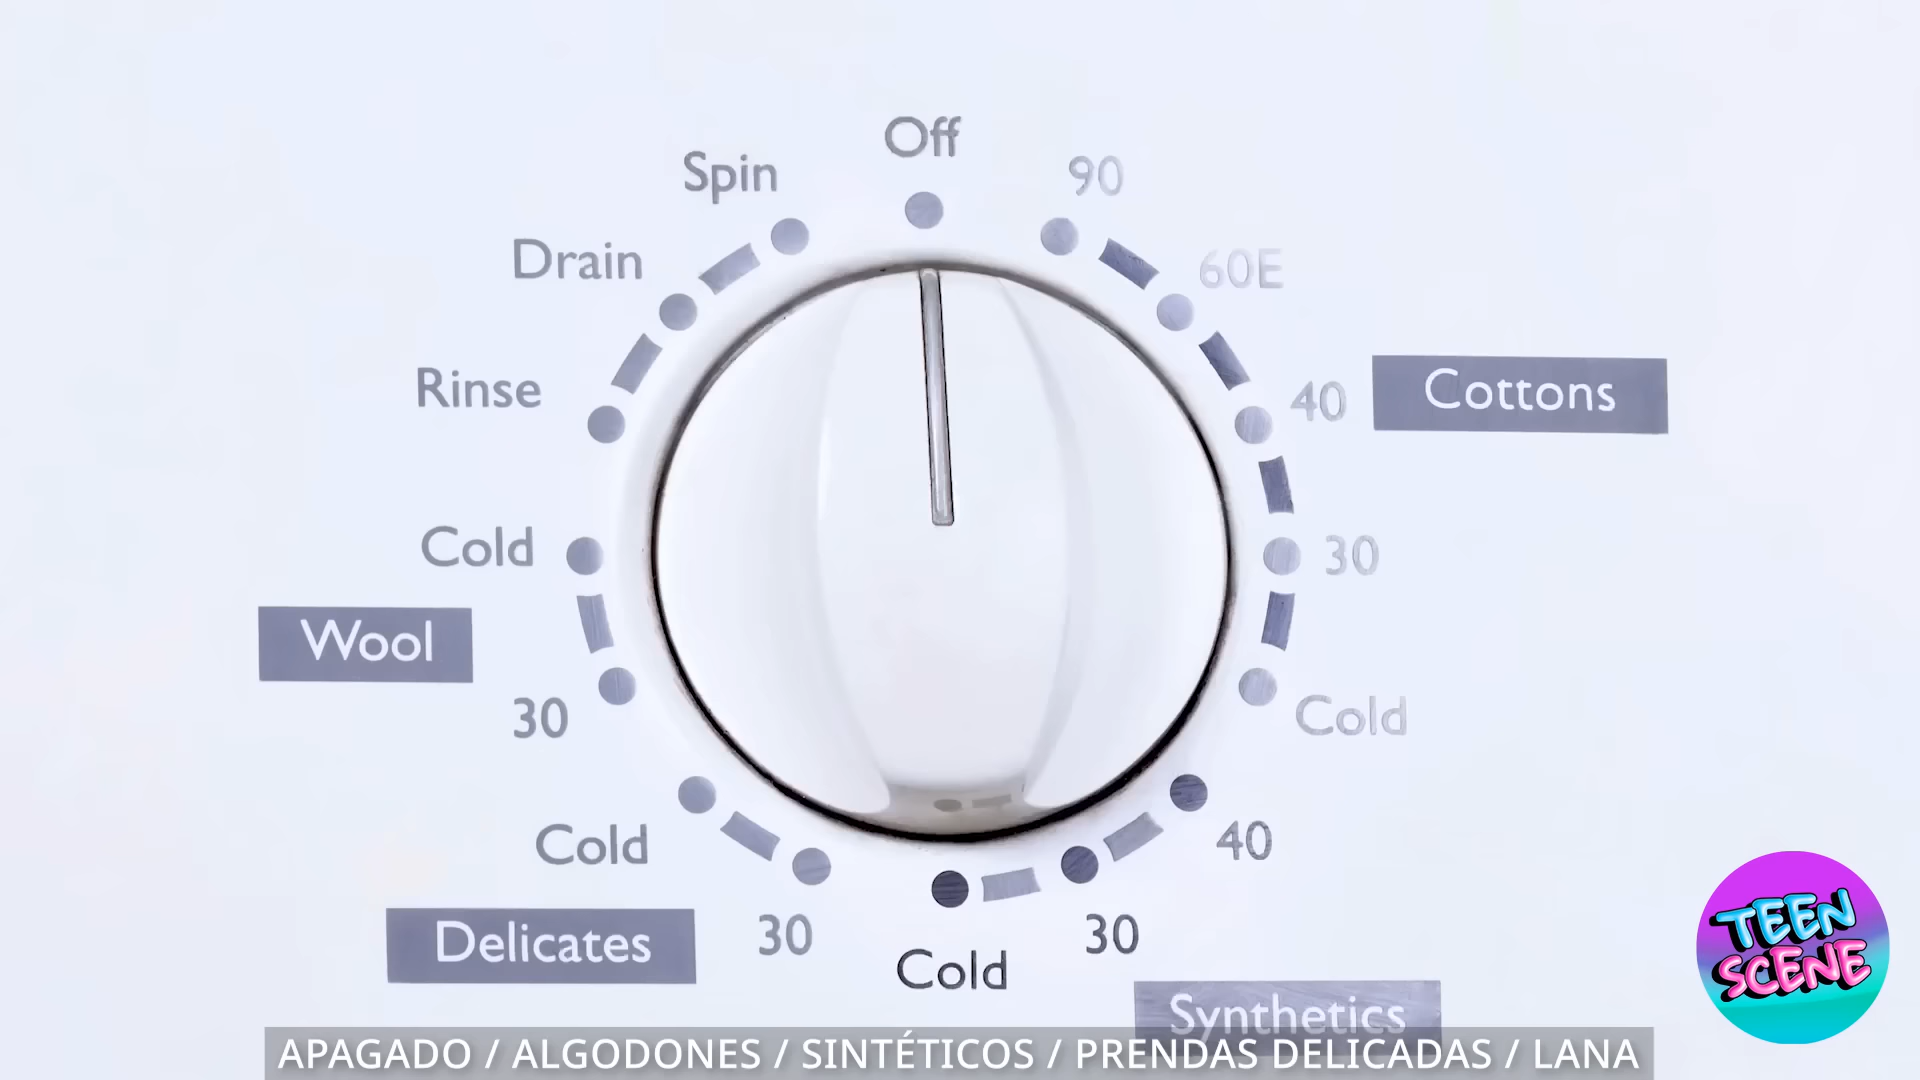 Off
Spin
90
Drain
60E
Rinse
40
Cottons
Cold
30
Wool
30
Cold
Cold
40
Delicates
30
Cold
30
Synthetics
TEEN
SCENE
APAGADO / ALGODONES / SINTÉTICOS / PRENDAS DELICADAS / LANA